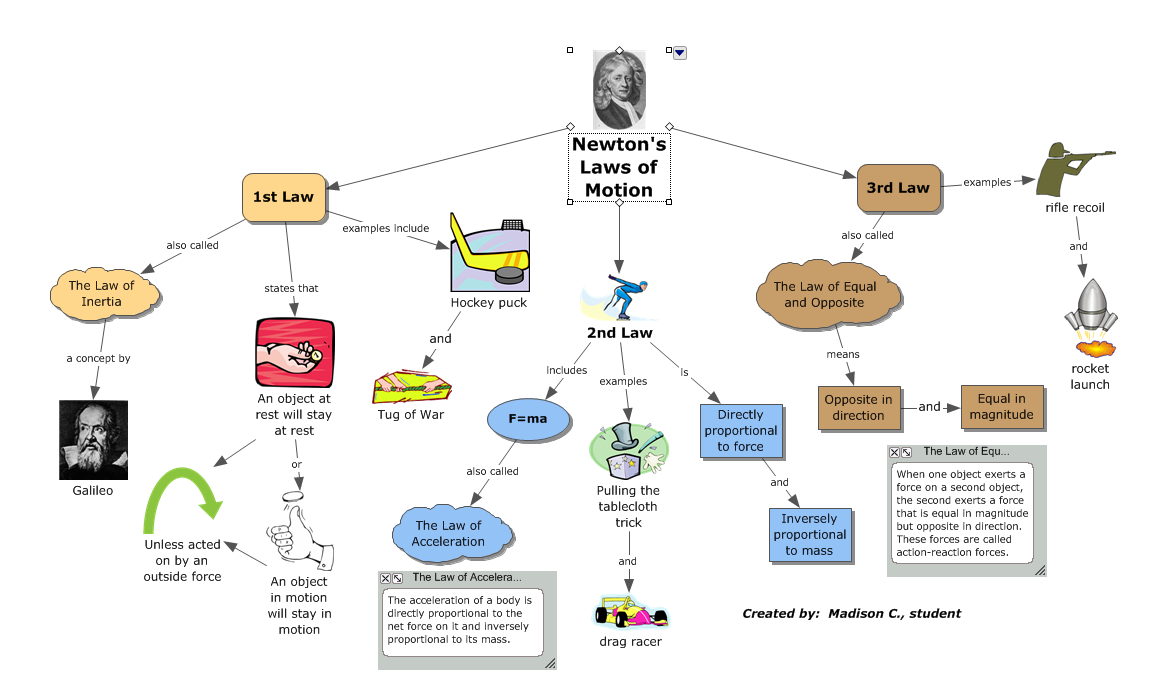 Newton's
Laws of
Motion
1st Law
also called
The Law of
Inertia
a concept by
Galileo
states that
An object at
rest will stay
at rest
or
An object
in motion
will stay in
motion
Unless acted
on by an
outside force
examples include
Hockey puck
and
Tug of War
2nd Law
includes
F=ma
also called
The Law of
Acceleration
The Law of Accelera...
The acceleration of a body is
directly proportional to the
net force on it and inversely
proportional to its mass.
examples
Pulling the
tablecloth
trick
and
drag racer
is
Directly
proportional
to force
and
Inversely
proportional
to mass
3rd Law
also called
The Law of Equal
and Opposite
means
Opposite in
direction
and
Equal in
magnitude
The Law of Equ...
When one object exerts a
force on a second object,
the second exerts a force
that is equal in magnitude
but opposite in direction.
These forces are called
action-reaction forces.
examples
rifle recoil
and
rocket
launch
Created by:  Madison C., student